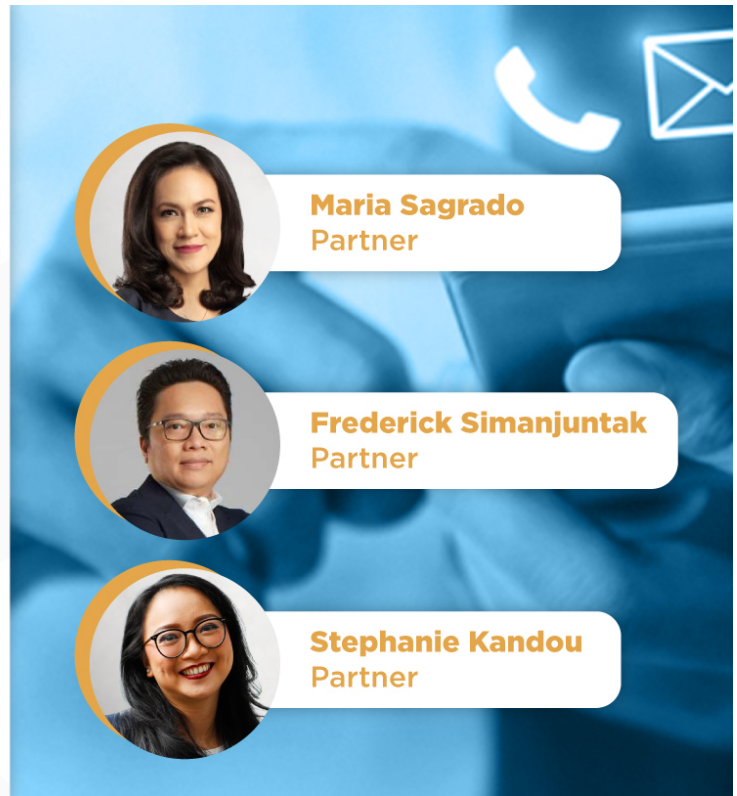 Maria Sagrado
Partner
Frederick Simanjuntak
Partner
Stephanie Kandou
Partner